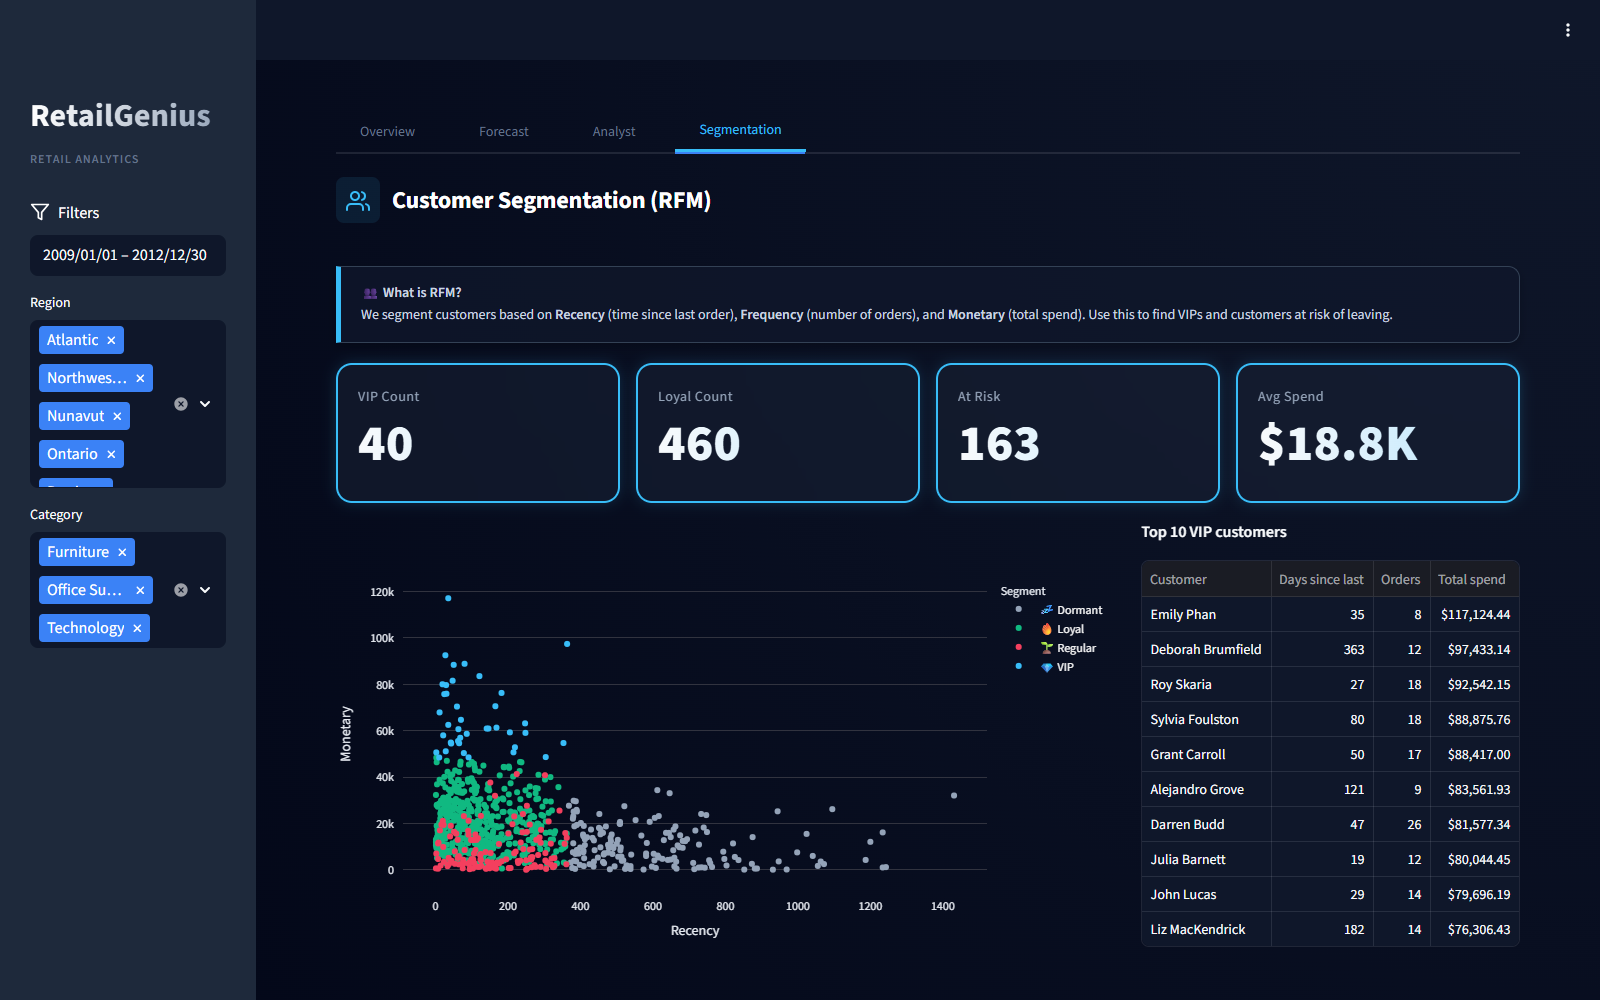 RetailGenius
RETAIL ANALYTICS
Filters
2009/01/01 – 2012/12/30
Region
Atlantic ×
Northwes... ×
Nunavut ×
Ontario ×
Category
Furniture ×
Office Su... ×
Technology ×
Overview Forecast Analyst Segmentation
Customer Segmentation (RFM)
What is RFM?
We segment customers based on Recency (time since last order), Frequency (number of orders), and Monetary (total spend). Use this to find VIPs and customers at risk of leaving.
VIP Count
40
Loyal Count
460
At Risk
163
Avg Spend
$18.8K
120k
100k
80k
60k
40k
20k
0
Monetary
0 200 400 600 800 1000 1200 1400
Recency
Segment
Dormant
Loyal
Regular
VIP
Top 10 VIP customers
Customer Days since last Orders Total spend
Emily Phan 35 8 $117,124.44
Deborah Brumfield 363 12 $97,433.14
Roy Skaria 27 18 $92,542.15
Sylvia Foulston 80 18 $88,875.76
Grant Carroll 50 17 $88,417.00
Alejandro Grove 121 9 $83,561.93
Darren Budd 47 26 $81,577.34
Julia Barnett 19 12 $80,044.45
John Lucas 29 14 $79,696.19
Liz MacKendrick 182 14 $76,306.43